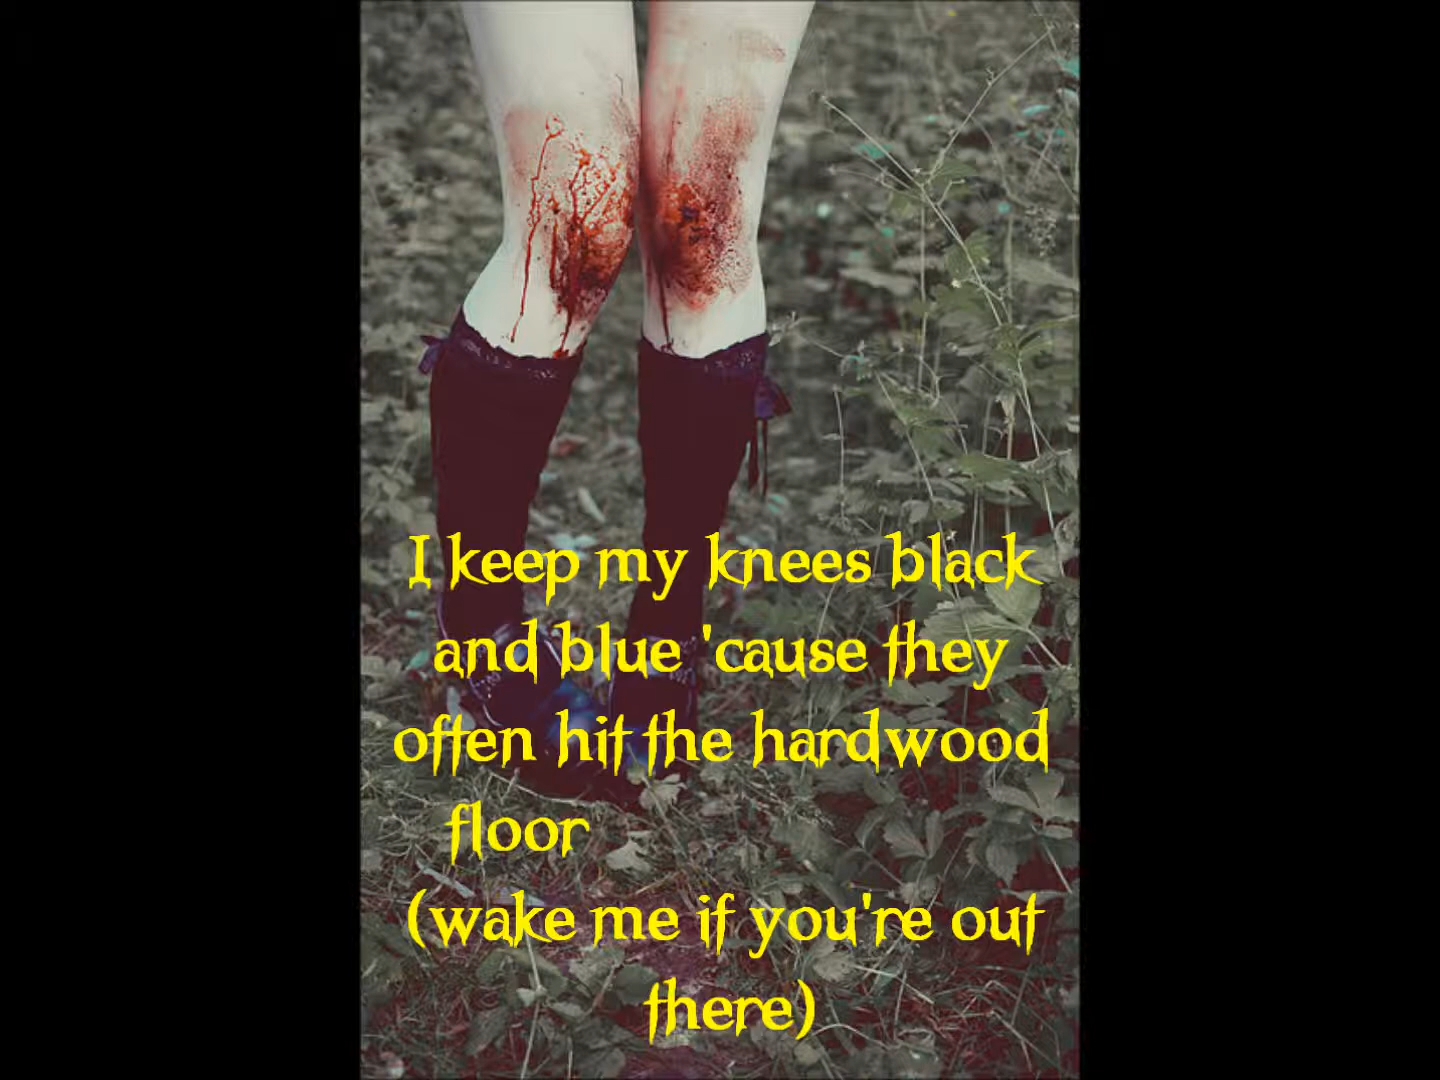 I keep my knees black
and blue 'cause they
often hit the hardwood
floor
(wake me if you're out
there)